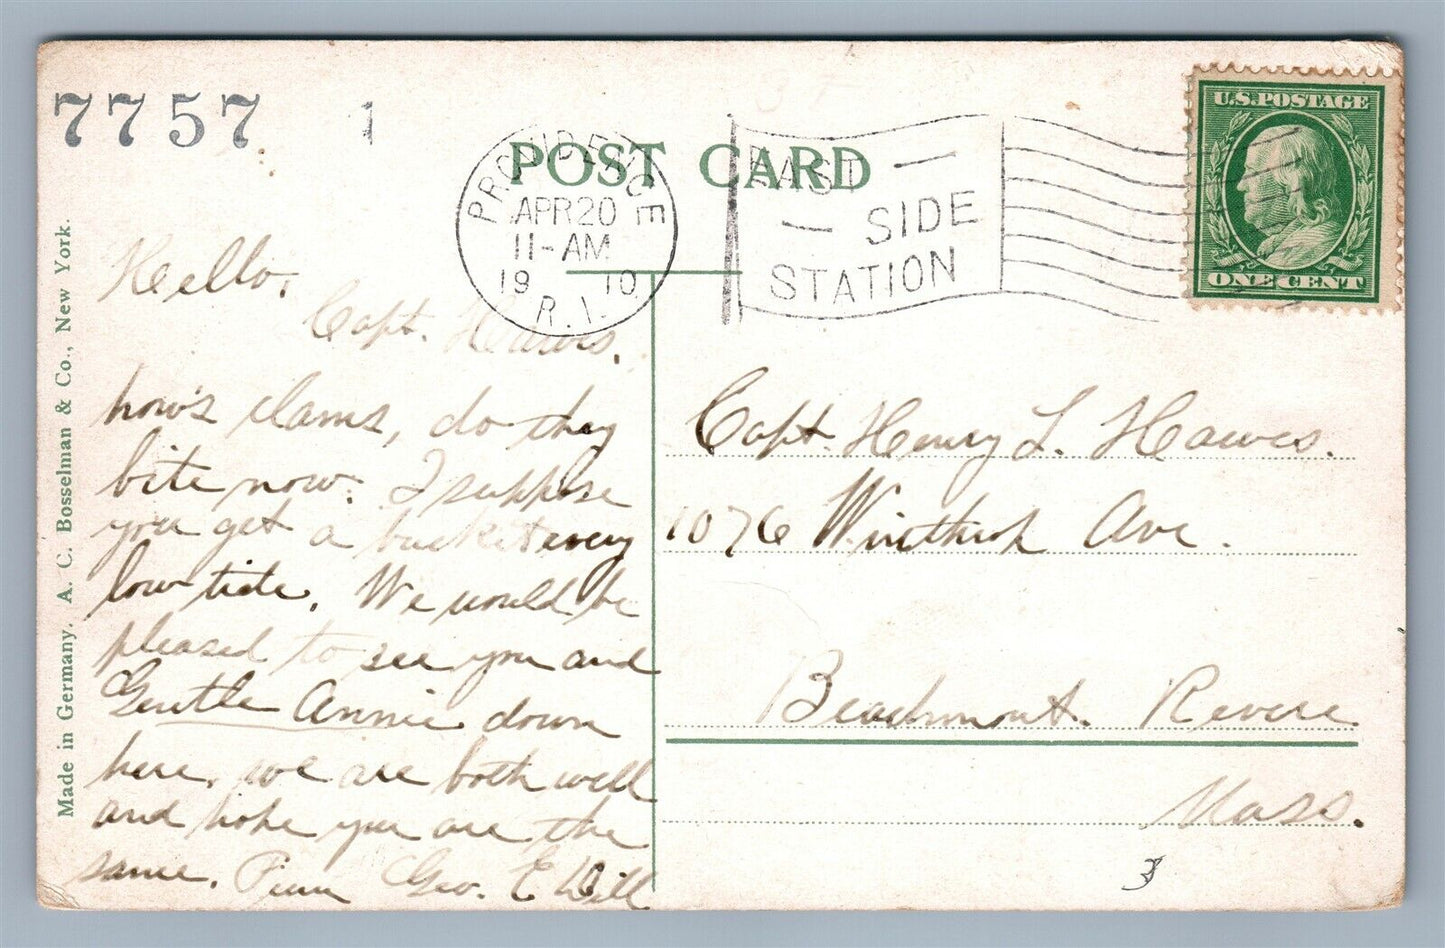 7757 1
POST CARD
PROVIDENCE
APR 20
11-AM
1910
R.I.
EAST
SIDE
STATION
U.S. POSTAGE
ONE CENT
Made in Germany. A. C. Bosselman & Co., New York.
Hello,
Capt. Hawes.
how's clams, do they
bite now. I suppose
you get a bucket every
low tide. We would be
pleased to see you and
Gentle Annie down
here, we are both well
and hope you are the
same. Geo. E
Capt. Henry L. Hawes.
1076 Winthrop Ave.
Beachmont. Revere
Mass.
3